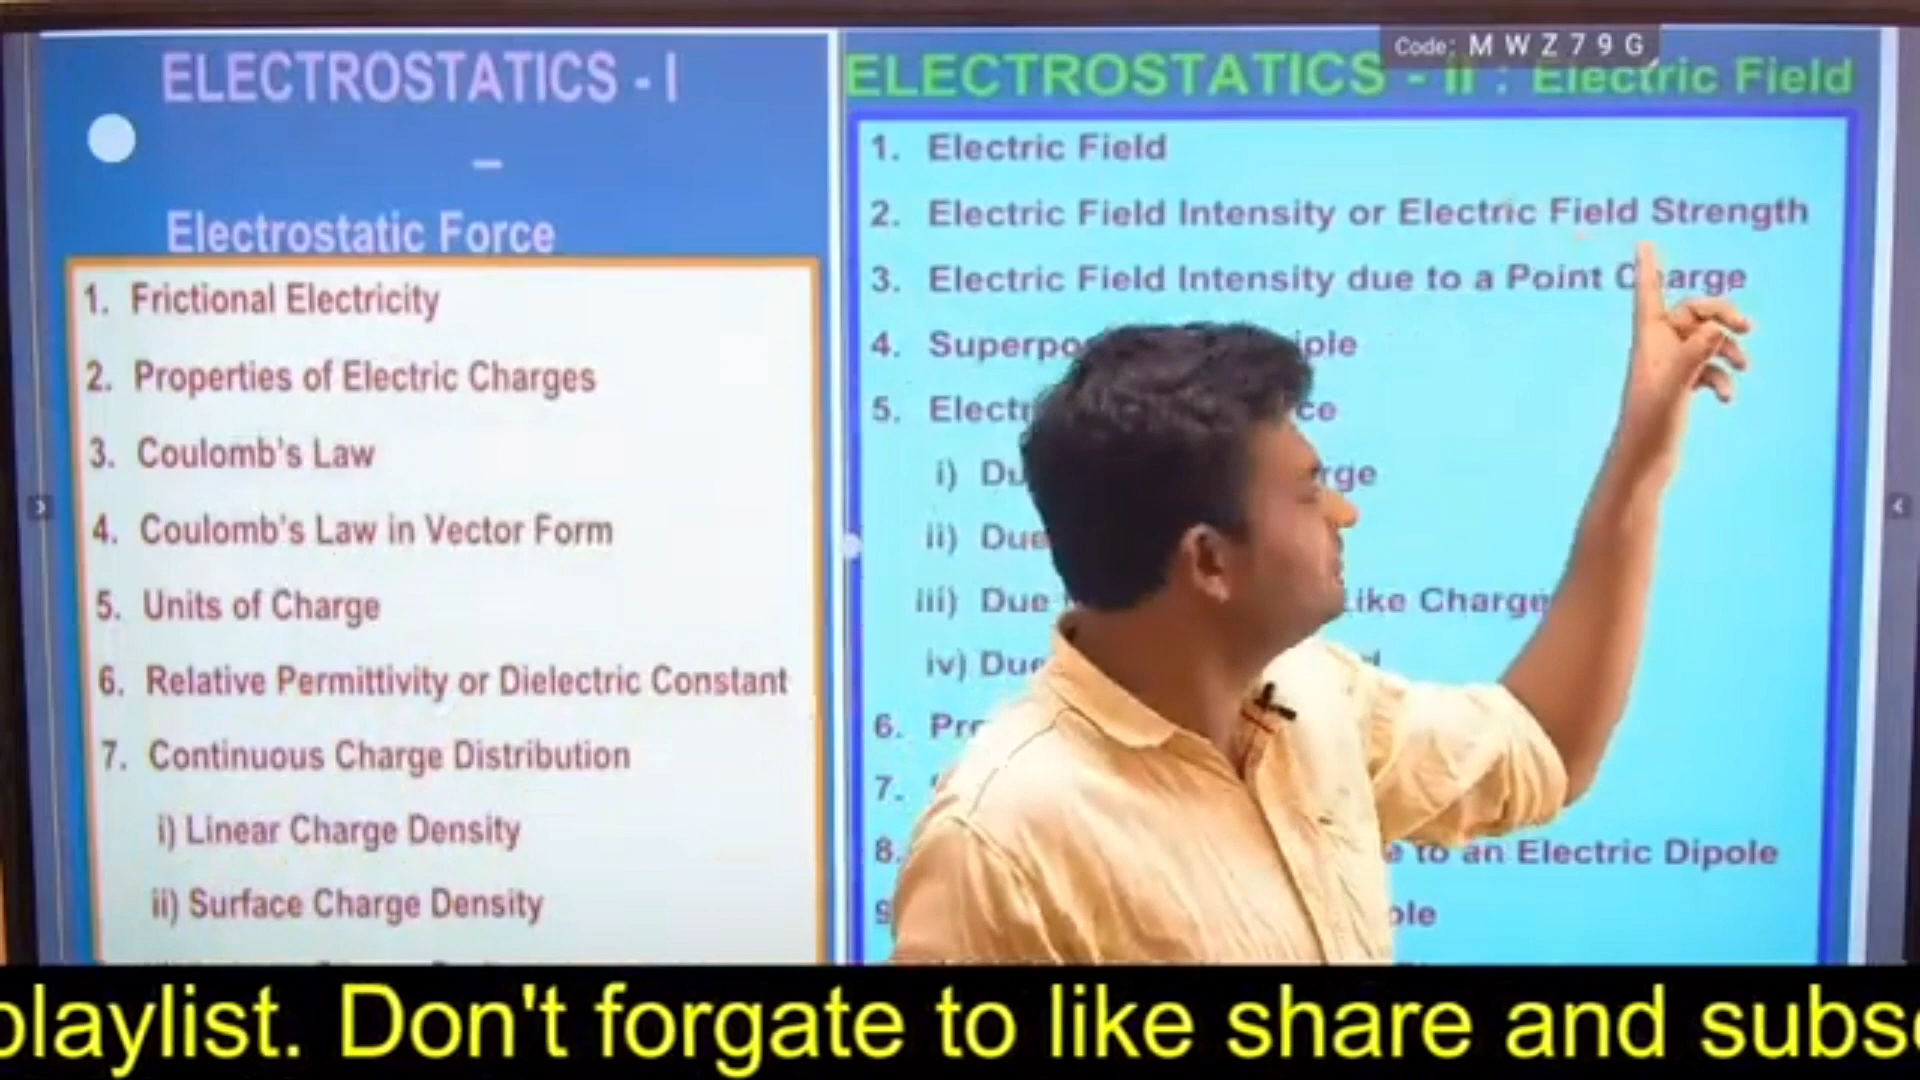 Code: M W Z 7 9 G
ELECTROSTATICS - I
–
Electrostatic Force
1. Frictional Electricity
2. Properties of Electric Charges
3. Coulomb's Law
4. Coulomb's Law in Vector Form
5. Units of Charge
6. Relative Permittivity or Dielectric Constant
7. Continuous Charge Distribution
i) Linear Charge Density
ii) Surface Charge Density
ELECTROSTATICS - II : Electric Field
1. Electric Field
2. Electric Field Intensity or Electric Field Strength
3. Electric Field Intensity due to a Point Charge
4.
5.
i)
ii) Due
iii) Due Like Charge
iv) Due
6.
7.
8. to an Electric Dipole
9
playlist. Don't forgate to like share and subs